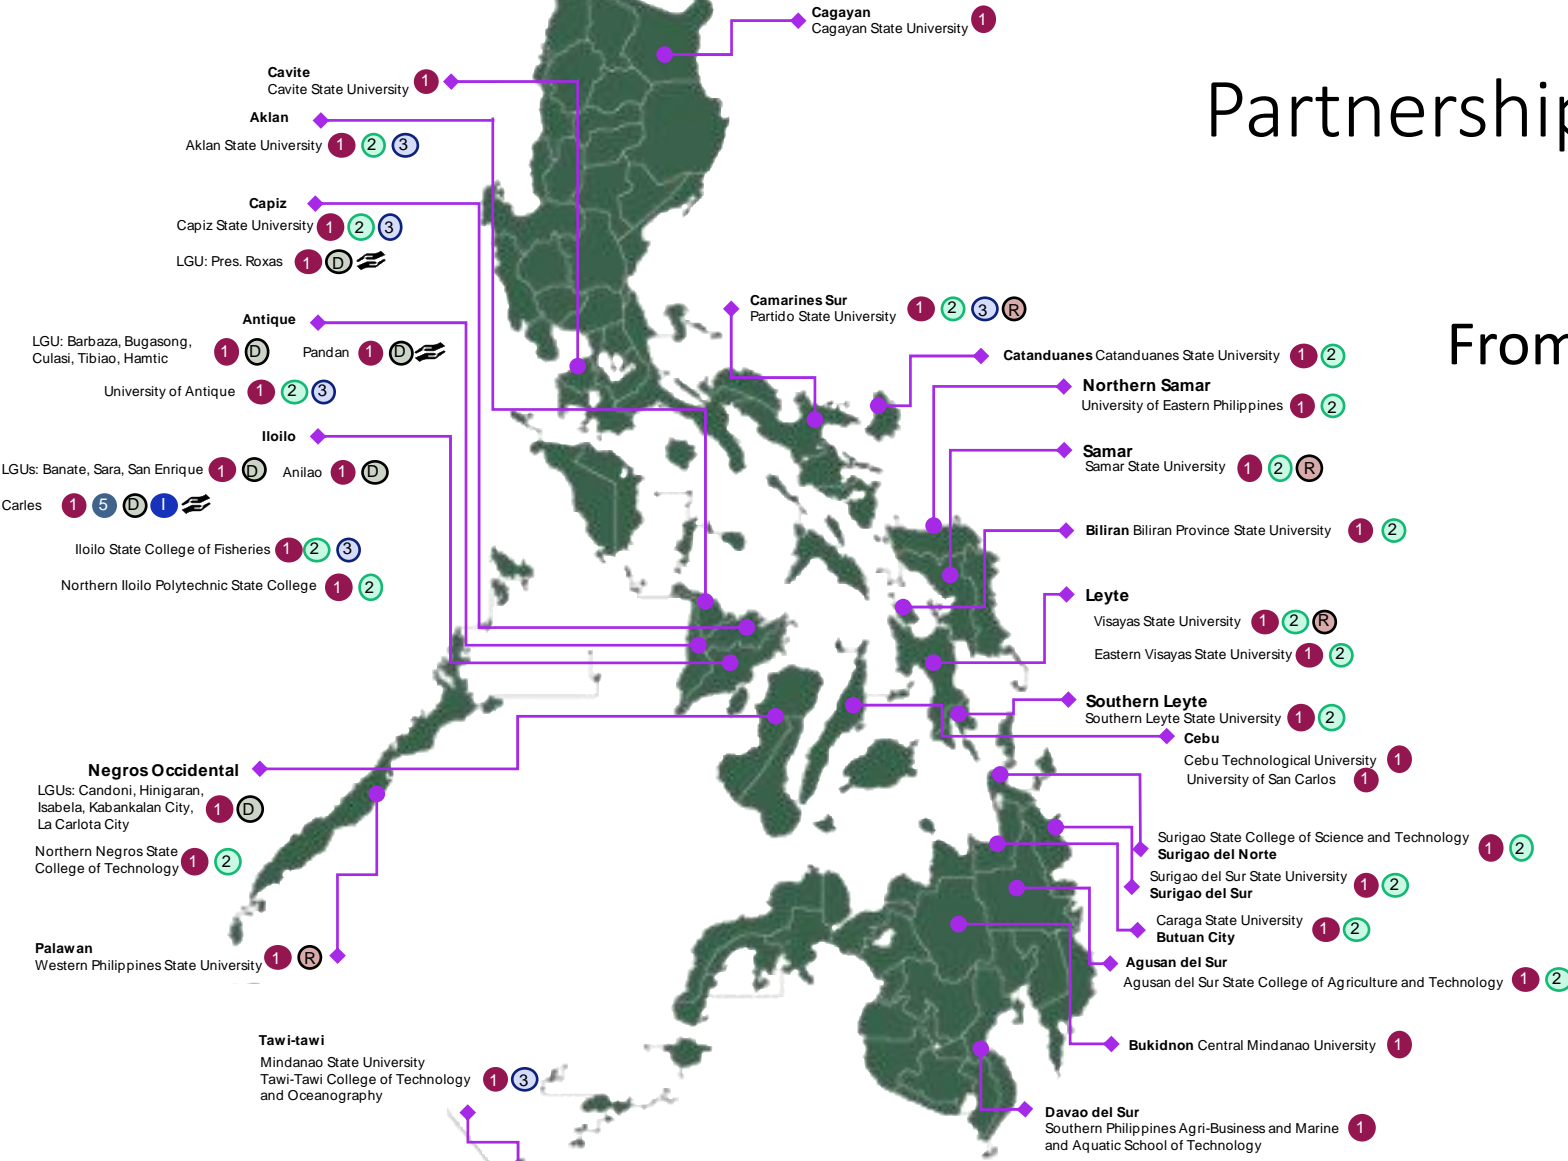 Cagayan
Cagayan State University 1
Partnership
Cavite
Cavite State University 1
Aklan
Aklan State University 1 2 3
Capiz
Capiz State University 1 2 3
LGU: Pres. Roxas 1 D
Antique
LGU: Barbaza, Bugasong,
Culasi, Tibiao, Hamtic 1 D
Pandan 1 D
University of Antique 1 2 3
Iloilo
LGUs: Banate, Sara, San Enrique 1 D
Anilao 1 D
Carles 1 5 D I
Iloilo State College of Fisheries 1 2 3
Northern Iloilo Polytechnic State College 1 2
Negros Occidental
LGUs: Candoni, Hinigaran,
Isabela, Kabankalan City,
La Carlota City 1 D
Northern Negros State
College of Technology 1 2
Palawan
Western Philippines State University 1 R
Tawi-tawi
Mindanao State University
Tawi-Tawi College of Technology
and Oceanography 1 3
From
Camarines Sur
Partido State University 1 2 3 R
Catanduanes Catanduanes State University 1 2
Northern Samar
University of Eastern Philippines 1 2
Samar
Samar State University 1 2 R
Biliran Biliran Province State University 1 2
Leyte
Visayas State University 1 2 R
Eastern Visayas State University 1 2
Southern Leyte
Southern Leyte State University 1 2
Cebu
Cebu Technological University 1
University of San Carlos 1
Surigao State College of Science and Technology 1 2
Surigao del Norte
Surigao del Sur State University 1 2
Surigao del Sur
Caraga State University 1 2
Butuan City
Agusan del Sur
Agusan del Sur State College of Agriculture and Technology 1 2
Bukidnon Central Mindanao University 1
Davao del Sur
Southern Philippines Agri-Business and Marine 1
and Aquatic School of Technology